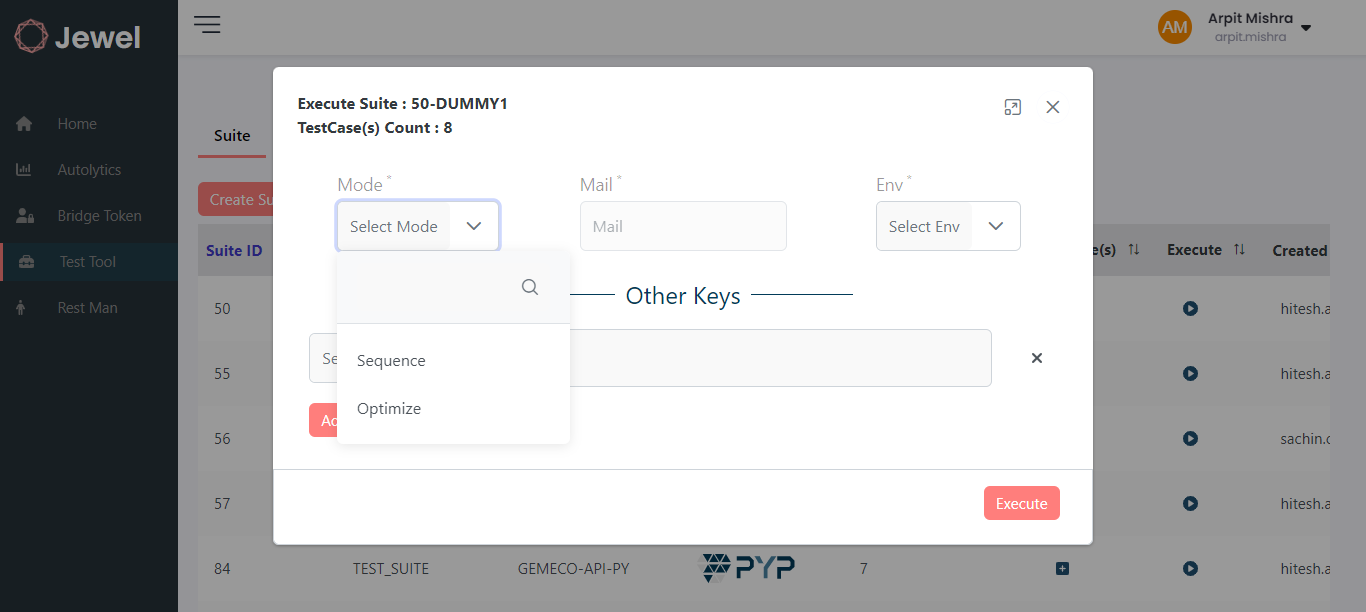 Jewel
Home
Autolytics
Bridge Token
Test Tool
Rest Man
AM
Arpit Mishra
arpit.mishra
Suite
Create Su
Execute Suite : 50-DUMMY1
TestCase(s) Count : 8
Mode *
Mail *
Env *
Select Mode
Mail
Select Env
Other Keys
Sequence
Optimize
Se
Ad
Execute
Suite ID
e(s)
Execute
Created
50
hitesh.a
55
hitesh.a
56
sachin.c
57
hitesh.a
84
TEST_SUITE
GEMECO-API-PY
PYP
7
hitesh.a